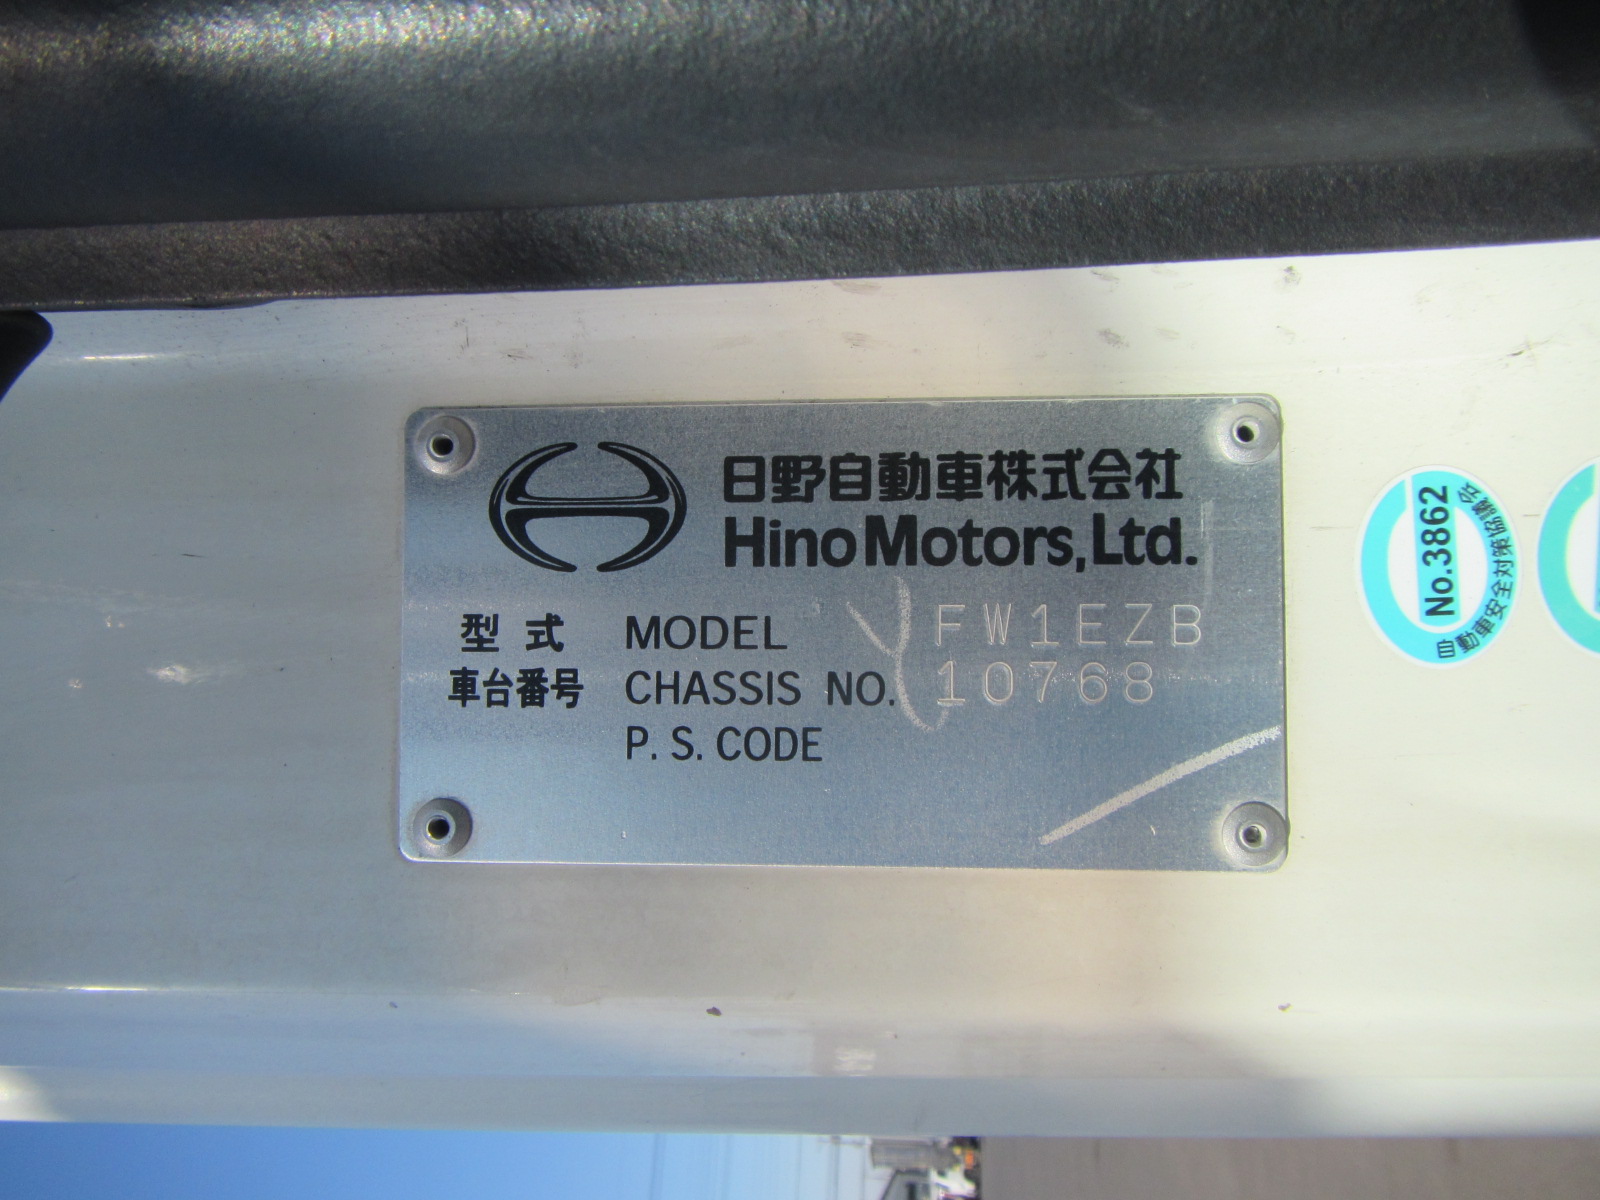 日野自動車株式会社
Hino Motors, Ltd.
型式 MODEL FW1EZB
車台番号 CHASSIS NO. 10768
P. S. CODE
No.3862
自動車安全対策協議会